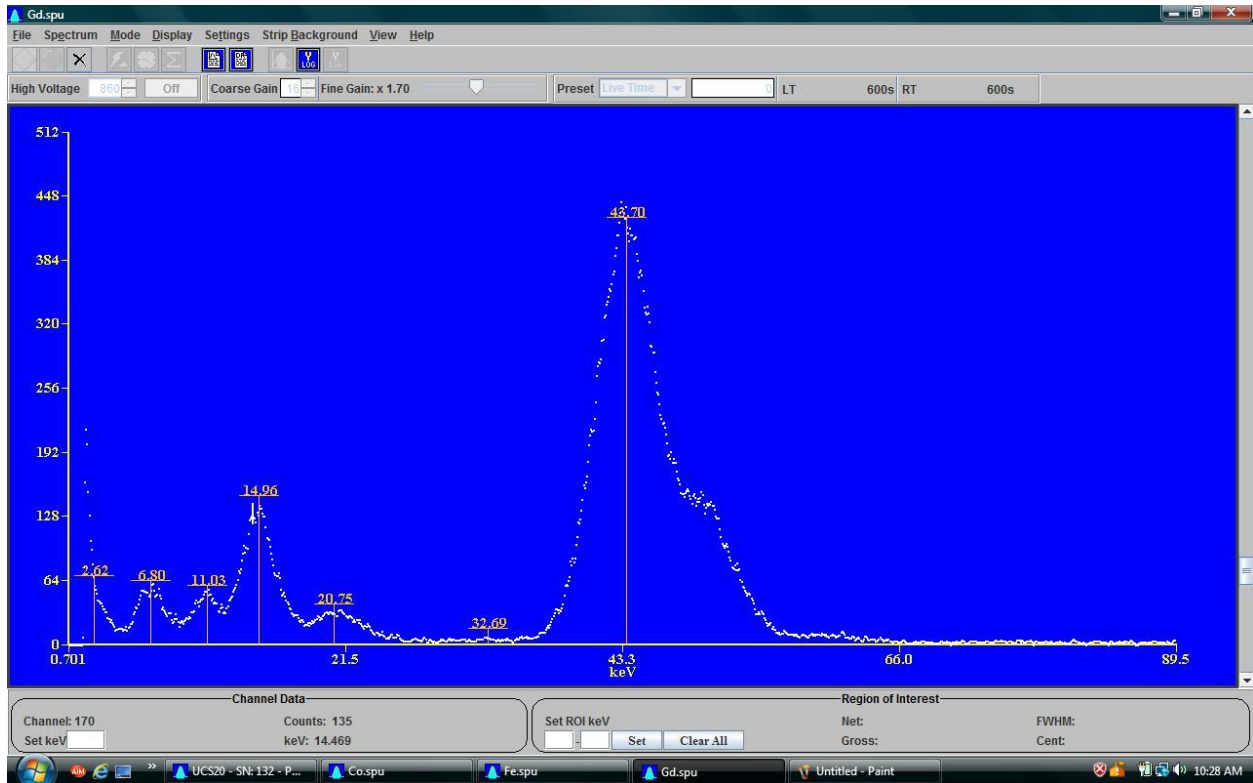 Gd.spu
File Spectrum Mode Display Settings Strip Background View Help
Y LOG
High Voltage 860 Off Coarse Gain 16 Fine Gain: x 1.70 Preset Live Time 0 LT 600s RT 600s
512
448
43.70
384
320
256
192
14.96
128
64 2.62 6.80 11.03
20.75
32.69
0
0.701 21.5 43.3 66.0 89.5
keV
Channel Data Region of Interest
Channel: 170 Counts: 135 Set ROI keV Net: FWHM:
Set keV keV: 14.469 - Set Clear All Gross: Cent:
UCS20 - SN: 132 - P... Co.spu Fe.spu Gd.spu Untitled - Paint 10:28 AM